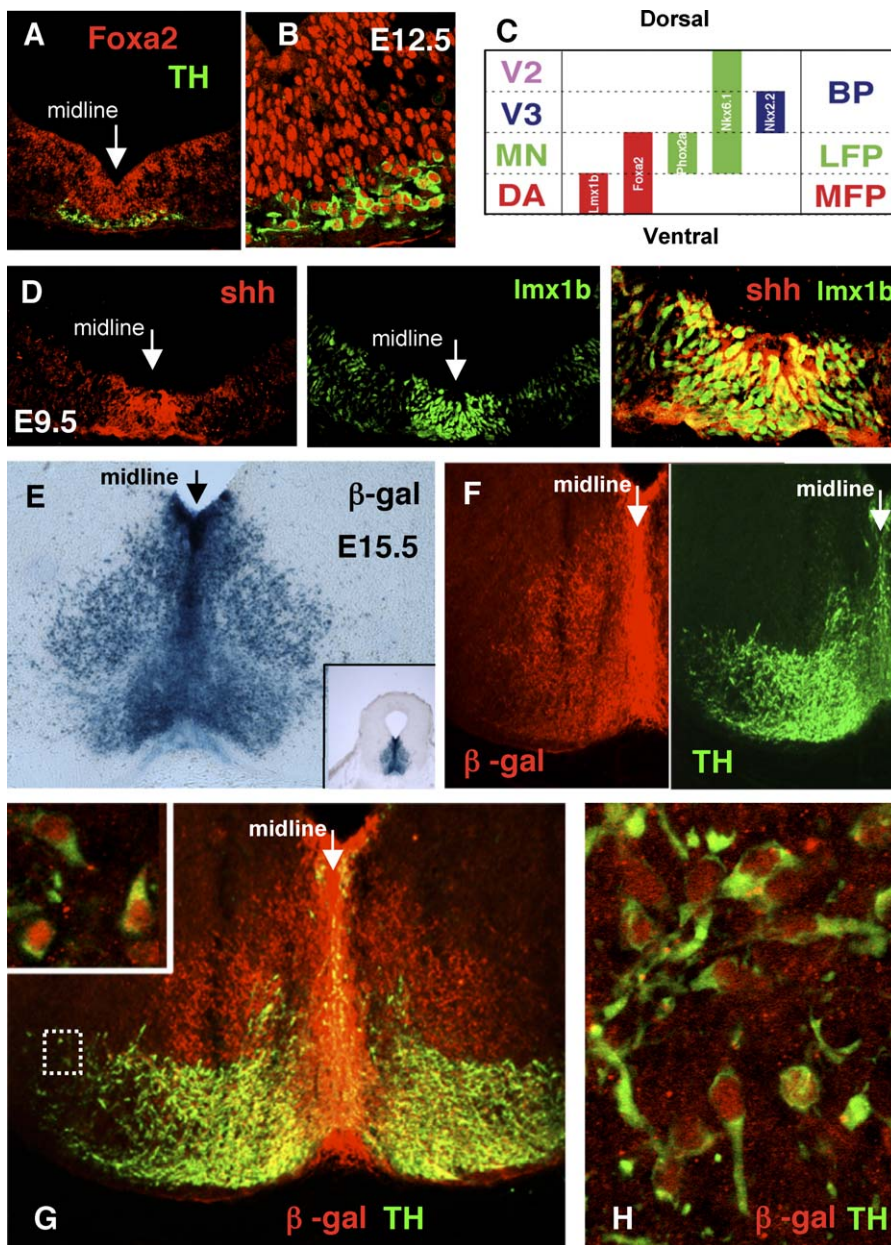 A
Foxa2
TH
midline
B
E12.5
C
Dorsal
V2
V3
MN
DA
Lmx1b
Foxa2
Phox2a
Nkx6.1
Nkx2.2
BP
LFP
MFP
Ventral
D
shh
midline
E9.5
lmx1b
midline
shh lmx1b
E
midline
β-gal
E15.5
F
midline
β -gal
midline
TH
midline
G
β -gal TH
H
β -gal TH